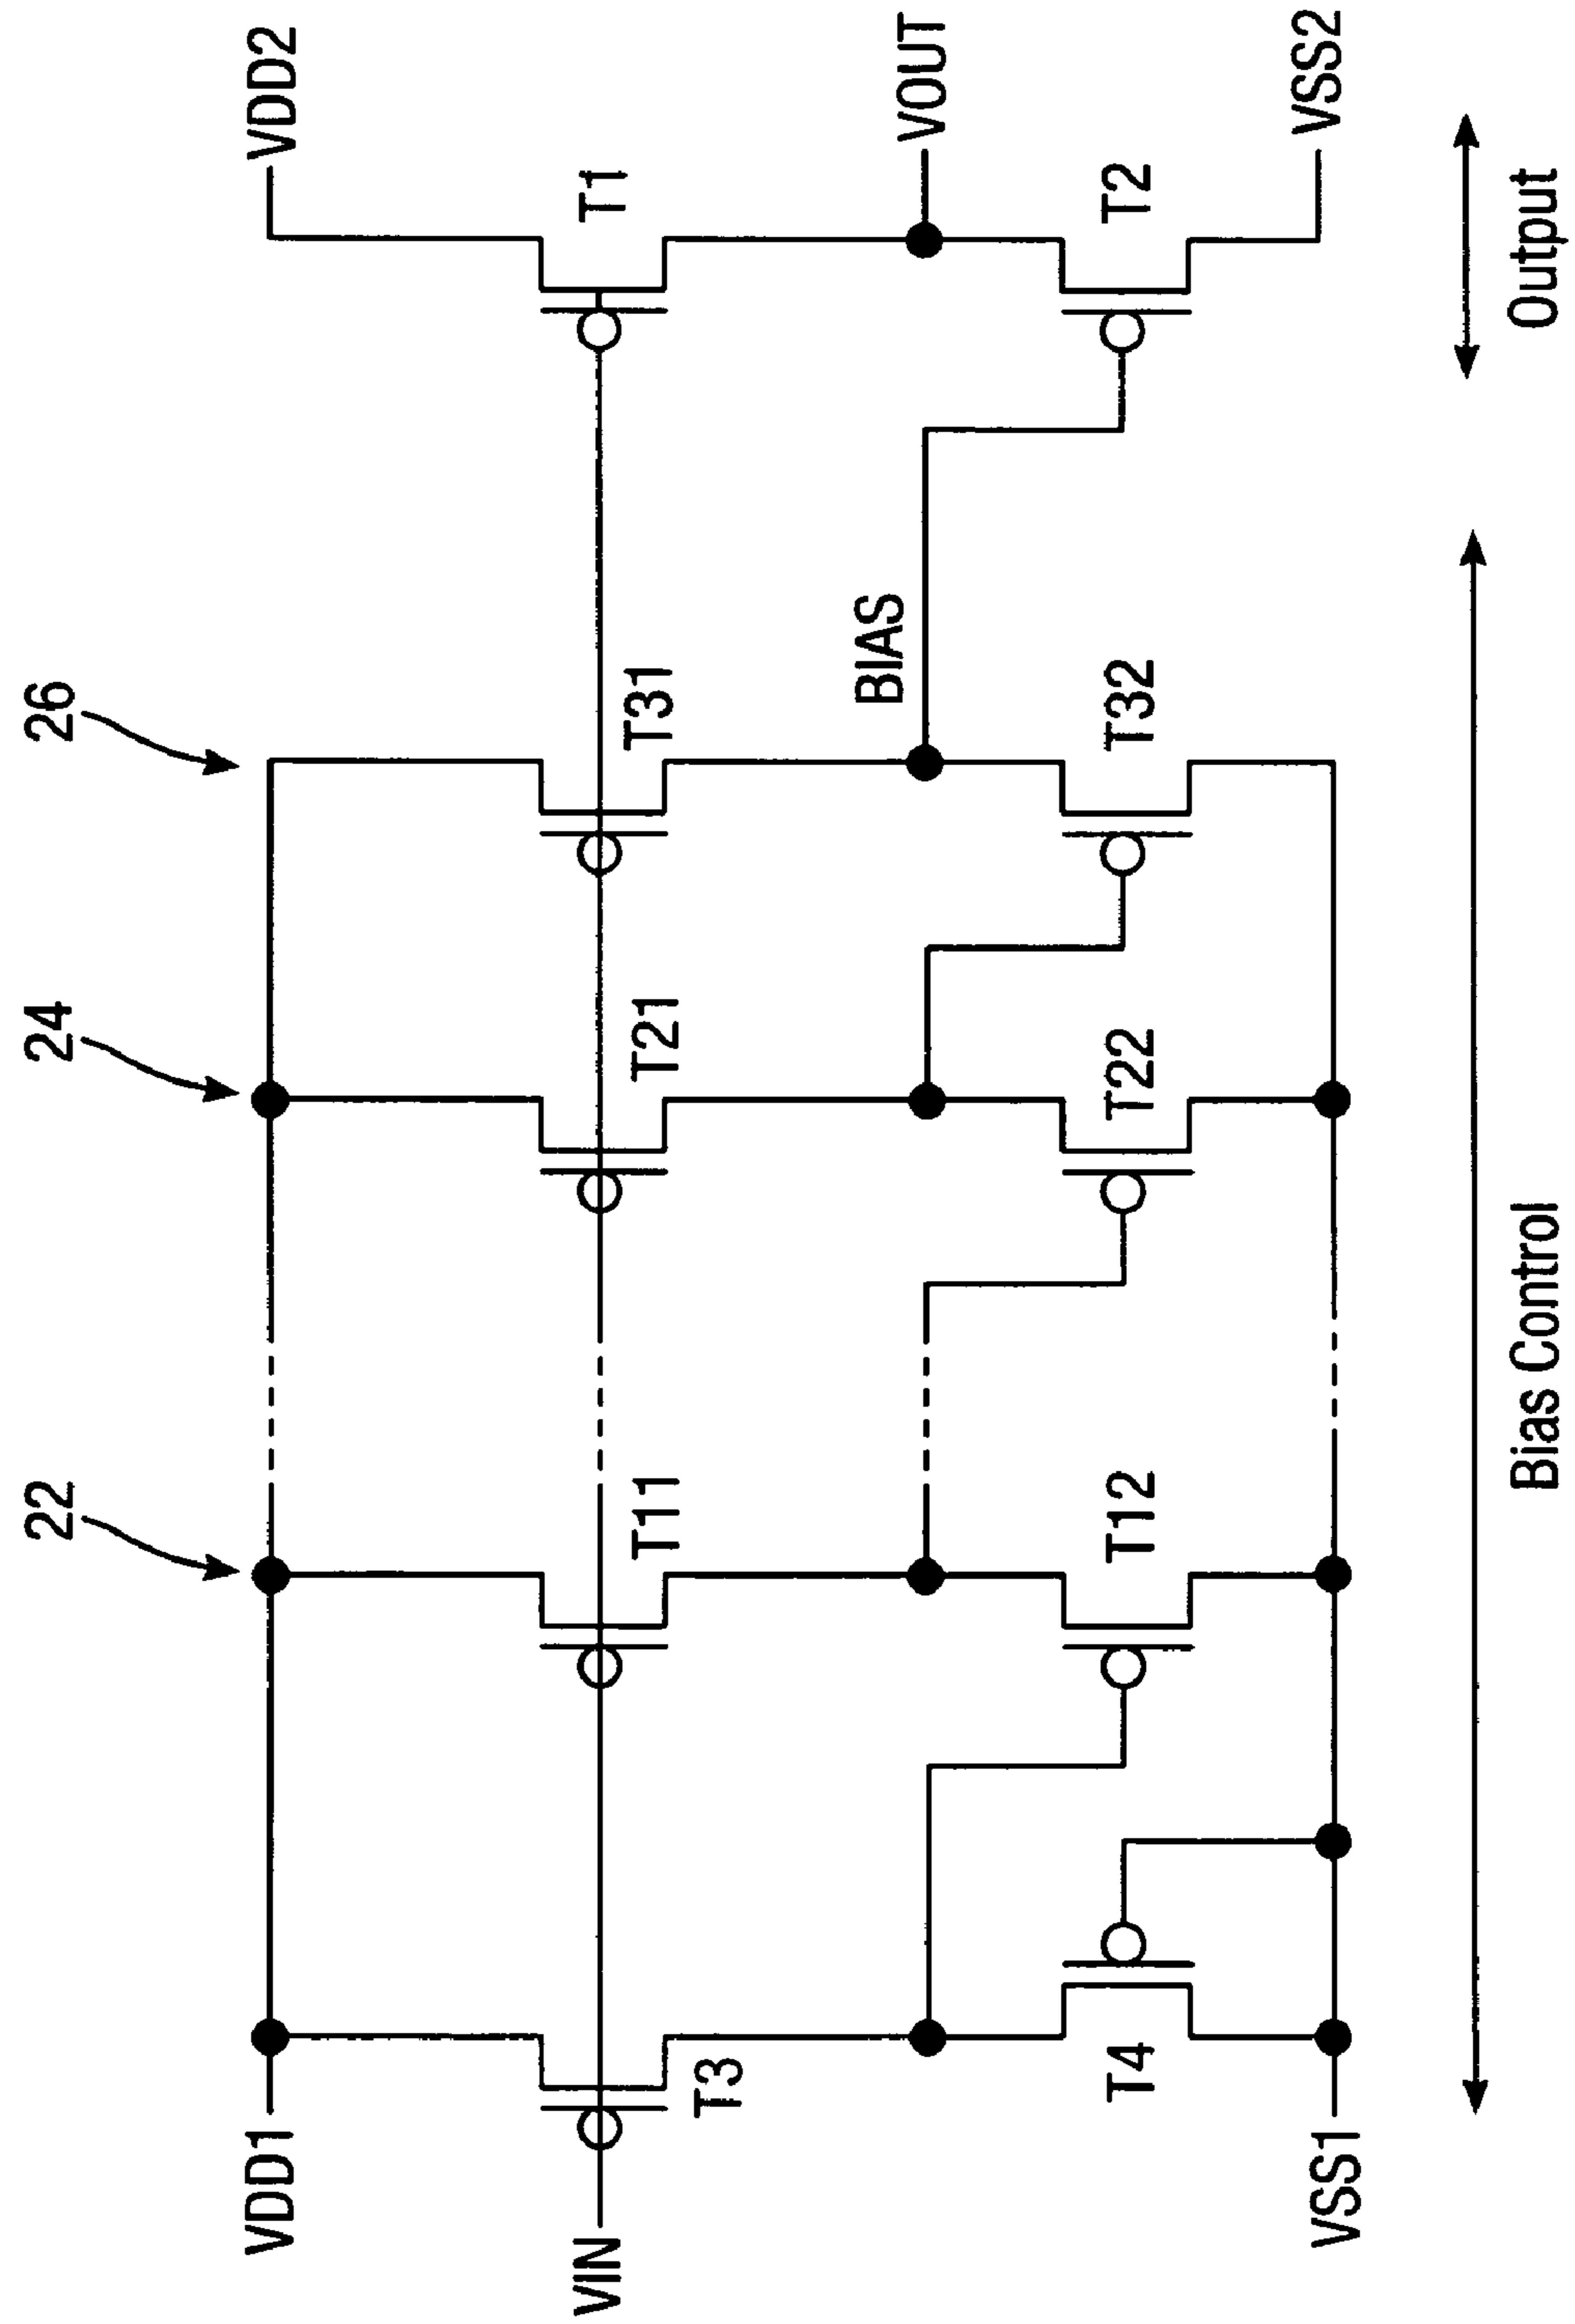 22
24
26
VDD1
VDD2
VIN
T3
T11
T21
T31
T1
BIAS
VOUT
T4
T12
T22
T32
T2
VSS1
VSS2
Bias Control
Output